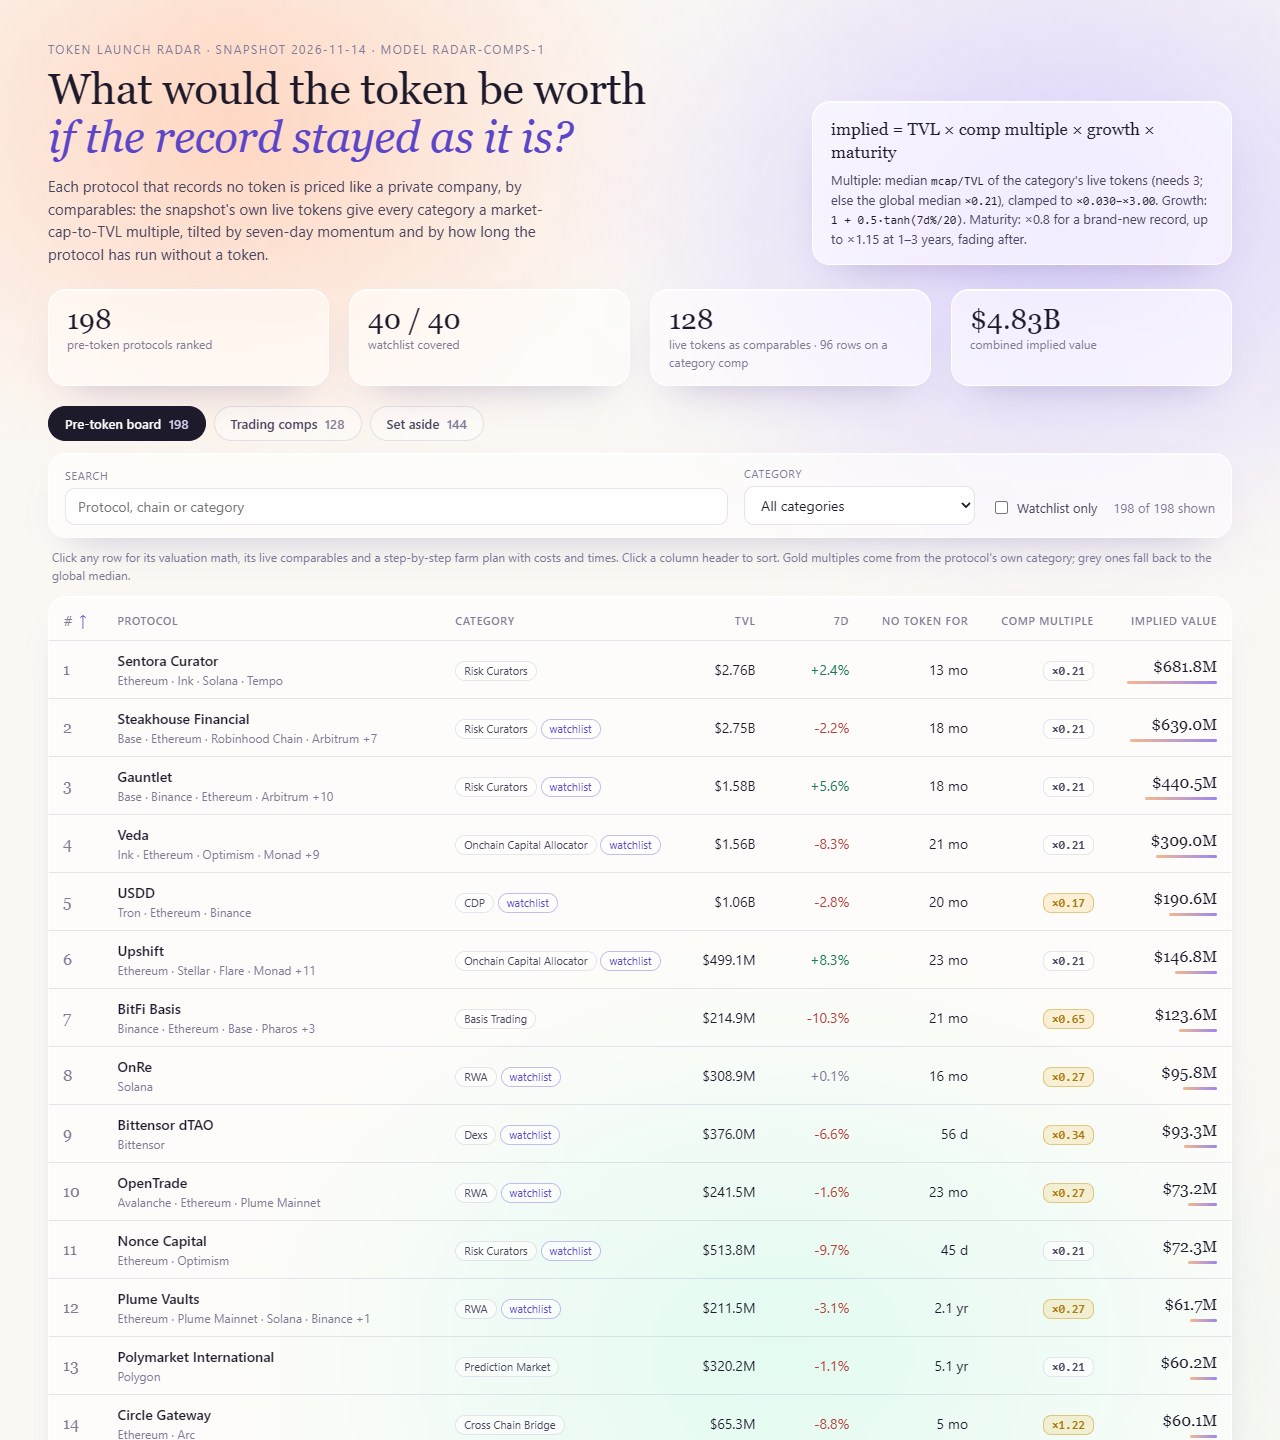 TOKEN LAUNCH RADAR · SNAPSHOT 2026-11-14 · MODEL RADAR-COMPS-1
What would the token be worth
if the record stayed as it is?
Each protocol that records no token is priced like a private company, by
comparables: the snapshot's own live tokens give every category a market-
cap-to-TVL multiple, tilted by seven-day momentum and by how long the
protocol has run without a token.
implied = TVL × comp multiple × growth ×
maturity
Multiple: median mcap/TVL of the category's live tokens (needs 3;
else the global median ×0.21), clamped to ×0.030–×3.00. Growth:
1 + 0.5·tanh(7d%/20). Maturity: ×0.8 for a brand-new record, up
to ×1.15 at 1–3 years, fading after.
198
pre-token protocols ranked
40 / 40
watchlist covered
128
live tokens as comparables · 96 rows on a
category comp
$4.83B
combined implied value
Pre-token board 198
Trading comps 128
Set aside 144
SEARCH
Protocol, chain or category
CATEGORY
All categories
Watchlist only
198 of 198 shown
Click any row for its valuation math, its live comparables and a step-by-step farm plan with costs and times. Click a column header to sort. Gold multiples come from the protocol's own category; grey ones fall back to the
global median.
# ↑ PROTOCOL CATEGORY TVL 7D NO TOKEN FOR COMP MULTIPLE IMPLIED VALUE
1 Sentora Curator Risk Curators $2.76B +2.4% 13 mo ×0.21 $681.8M
Ethereum · Ink · Solana · Tempo
2 Steakhouse Financial Risk Curators watchlist $2.75B -2.2% 18 mo ×0.21 $639.0M
Base · Ethereum · Robinhood Chain · Arbitrum +7
3 Gauntlet Risk Curators watchlist $1.58B +5.6% 18 mo ×0.21 $440.5M
Base · Binance · Ethereum · Arbitrum +10
4 Veda Onchain Capital Allocator watchlist $1.56B -8.3% 21 mo ×0.21 $309.0M
Ink · Ethereum · Optimism · Monad +9
5 USDD CDP watchlist $1.06B -2.8% 20 mo ×0.17 $190.6M
Tron · Ethereum · Binance
6 Upshift Onchain Capital Allocator watchlist $499.1M +8.3% 23 mo ×0.21 $146.8M
Ethereum · Stellar · Flare · Monad +11
7 BitFi Basis Basis Trading $214.9M -10.3% 21 mo ×0.65 $123.6M
Binance · Ethereum · Base · Pharos +3
8 OnRe RWA watchlist $308.9M +0.1% 16 mo ×0.27 $95.8M
Solana
9 Bittensor dTAO Dexs watchlist $376.0M -6.6% 56 d ×0.34 $93.3M
Bittensor
10 OpenTrade RWA watchlist $241.5M -1.6% 23 mo ×0.27 $73.2M
Avalanche · Ethereum · Plume Mainnet
11 Nonce Capital Risk Curators watchlist $513.8M -9.7% 45 d ×0.21 $72.3M
Ethereum · Optimism
12 Plume Vaults RWA watchlist $211.5M -3.1% 2.1 yr ×0.27 $61.7M
Ethereum · Plume Mainnet · Solana · Binance +1
13 Polymarket International Prediction Market $320.2M -1.1% 5.1 yr ×0.21 $60.2M
Polygon
14 Circle Gateway Cross Chain Bridge $65.3M -8.8% 5 mo ×1.22 $60.1M
Ethereum · Arc